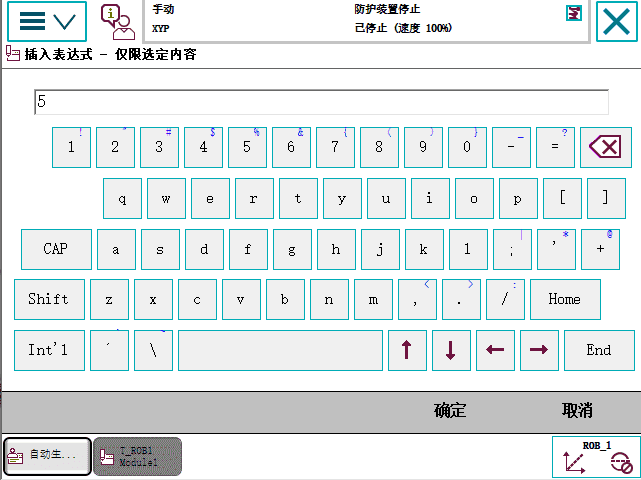 手动
XYP
防护装置停止
己停止 (速度 100%)
插入表达式 - 仅限选定内容
5
! " # $ % & { ( ) } _ ?
1 2 3 4 5 6 7 8 9 0 - =
q w e r t y u i o p [ ]
| * @
CAP a s d f g h j k l ; ' +
< > :
Shift z x c v b n m , . / Home
Int'l ´ \ ↑ ↓ ← → End
确定 取消
自动生...
T_ROB1
Module1
ROB_1